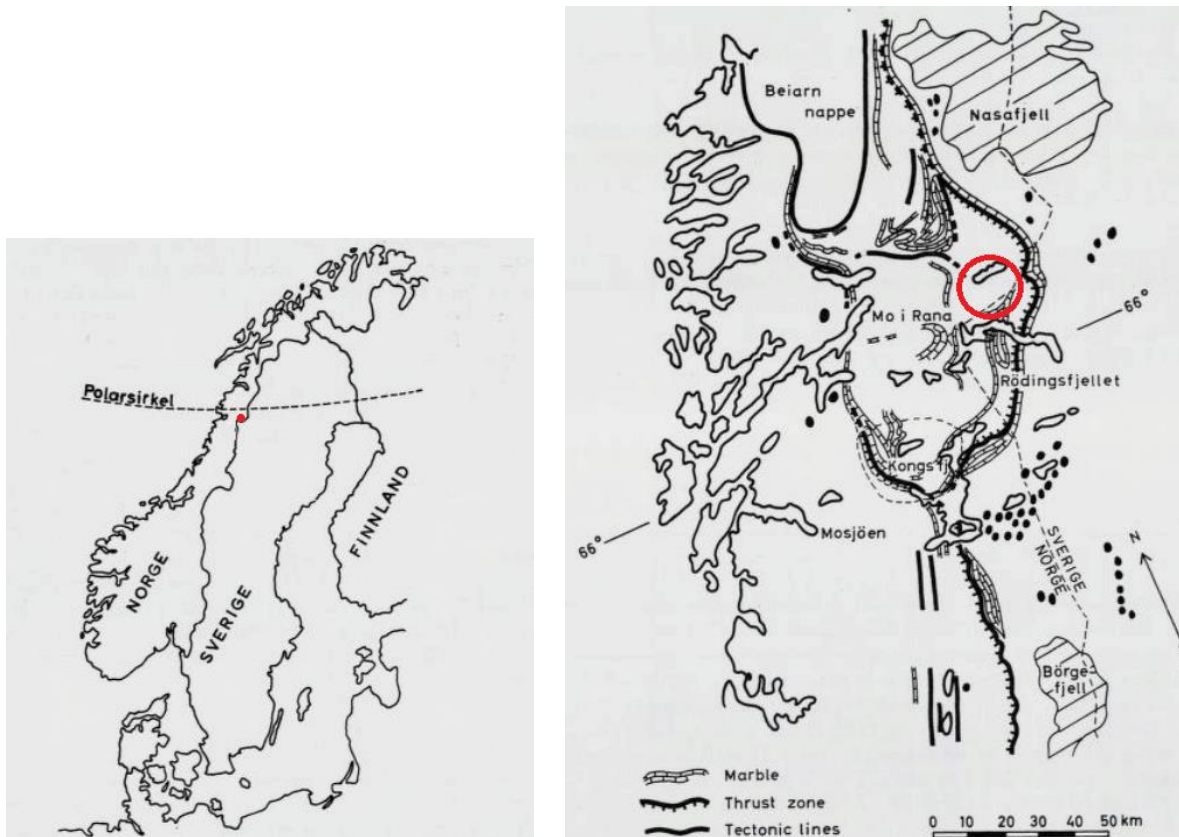 Polarsirkel
NORGE
SVERIGE
FINNLAND
Beiarn
nappe
Nasafjell
66°
Mo i Rana
Rödingsfjellet
Kongsfj
Mosjöen
66°
SVERIGE
NORGE
N
Börge-
fjell
Marble
Thrust zone
Tectonic lines
0 10 20 30 40 50 km